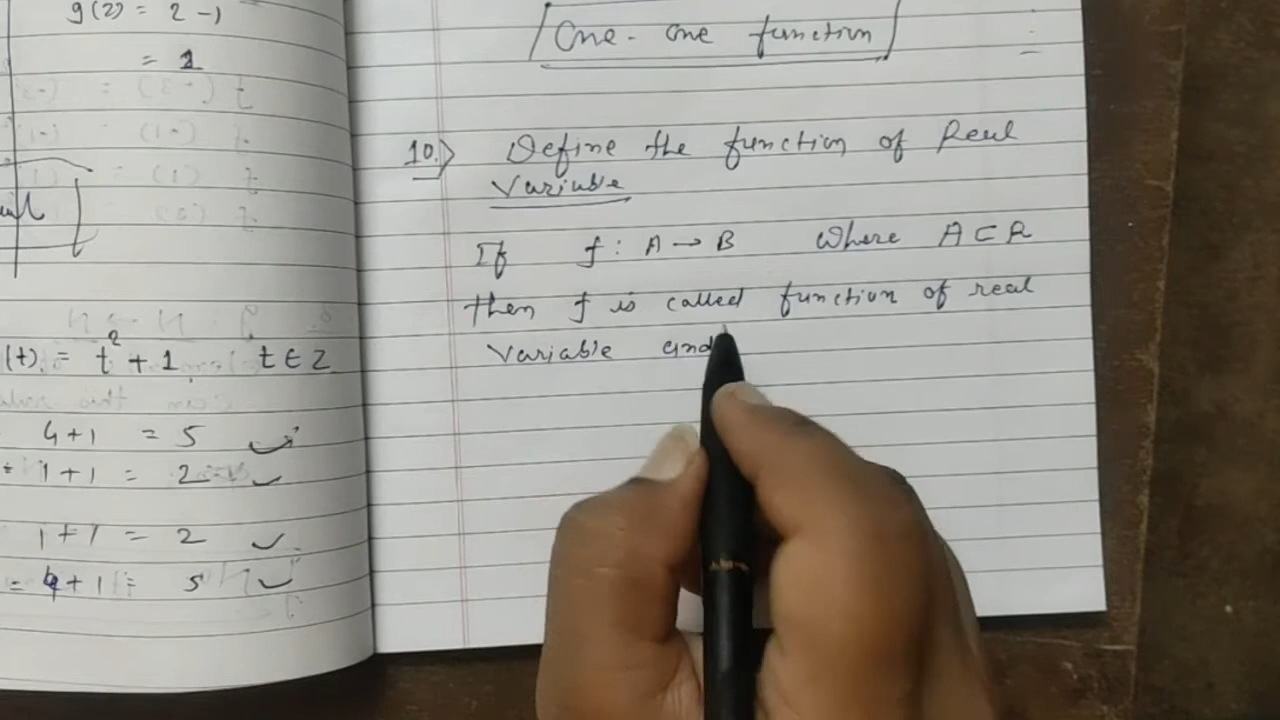 g(2) = 2 - 1
= 1
(t) = t² + 1, t ∈ Z
4+1 = 5 ✓
1+1 = 2 ✓
1+1 = 2 ✓
= 4+1 = 5 ✓
One-One function
10.> Define the function of Real
Variable
If f : A → B Where A ⊂ R
then f is called function of real
Variable and